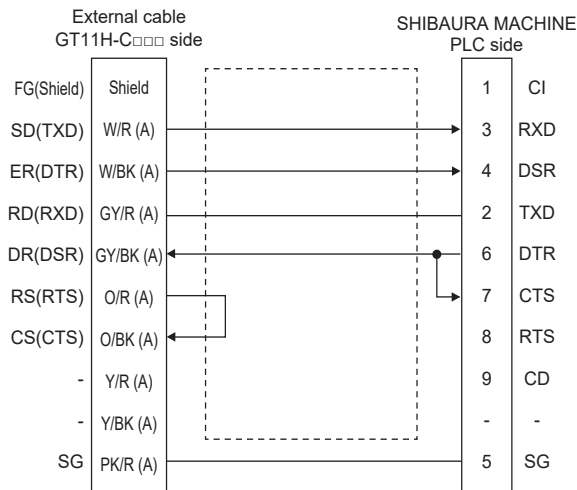 External cable
GT11H-C□□□ side
SHIBAURA MACHINE
PLC side
FG(Shield) Shield 1 CI
SD(TXD) W/R (A) 3 RXD
ER(DTR) W/BK (A) 4 DSR
RD(RXD) GY/R (A) 2 TXD
DR(DSR) GY/BK (A) 6 DTR
RS(RTS) O/R (A) 7 CTS
CS(CTS) O/BK (A) 8 RTS
- Y/R (A) 9 CD
- Y/BK (A) - -
SG PK/R (A) 5 SG